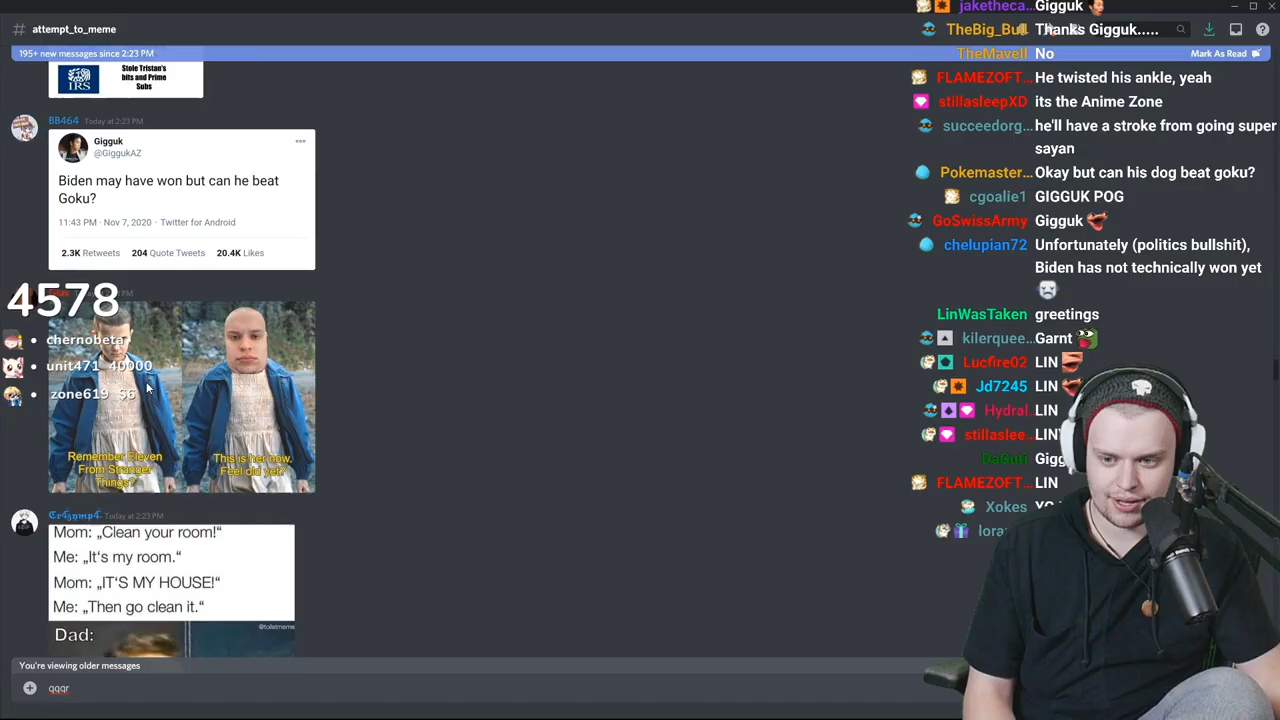 attempt_to_meme
195+ new messages since 2:23 PM
Mark As Read
IRS
Stole Tristan's
bits and Prime
Subs
BB464 Today at 2:23 PM
Gigguk
@GiggukAZ
Biden may have won but can he beat
Goku?
11:43 PM · Nov 7, 2020 · Twitter for Android
2.3K Retweets 204 Quote Tweets 20.4K Likes
4578
chernobeta
unit471 40000
zone619 $6
Remember Eleven
From Stranger
Things?
This is her now.
Feel old yet?
Today at 2:23 PM
Mom: „Clean your room!“
Me: „It's my room.“
Mom: „IT'S MY HOUSE!“
Me: „Then go clean it.“
@toiletmeme
Dad:
You're viewing older messages
qqqr
jaketheca... Gigguk
TheBig_Bull Thanks Gigguk.....
TheMavell No
FLAMEZOFT... He twisted his ankle, yeah
stillasleepXD its the Anime Zone
succeedorg... he'll have a stroke from going super
sayan
Pokemaster... Okay but can his dog beat goku?
cgoalie1 GIGGUK POG
GoSwissArmy Gigguk
chelupian72 Unfortunately (politics bullshit),
Biden has not technically won yet
LinWasTaken greetings
kilerquee... Garnt
Lucfire02 LIN
Jd7245 LIN
Hydral LIN
stillaslee... LIN
Gigg
FLAMEZOFT... LIN
Xokes